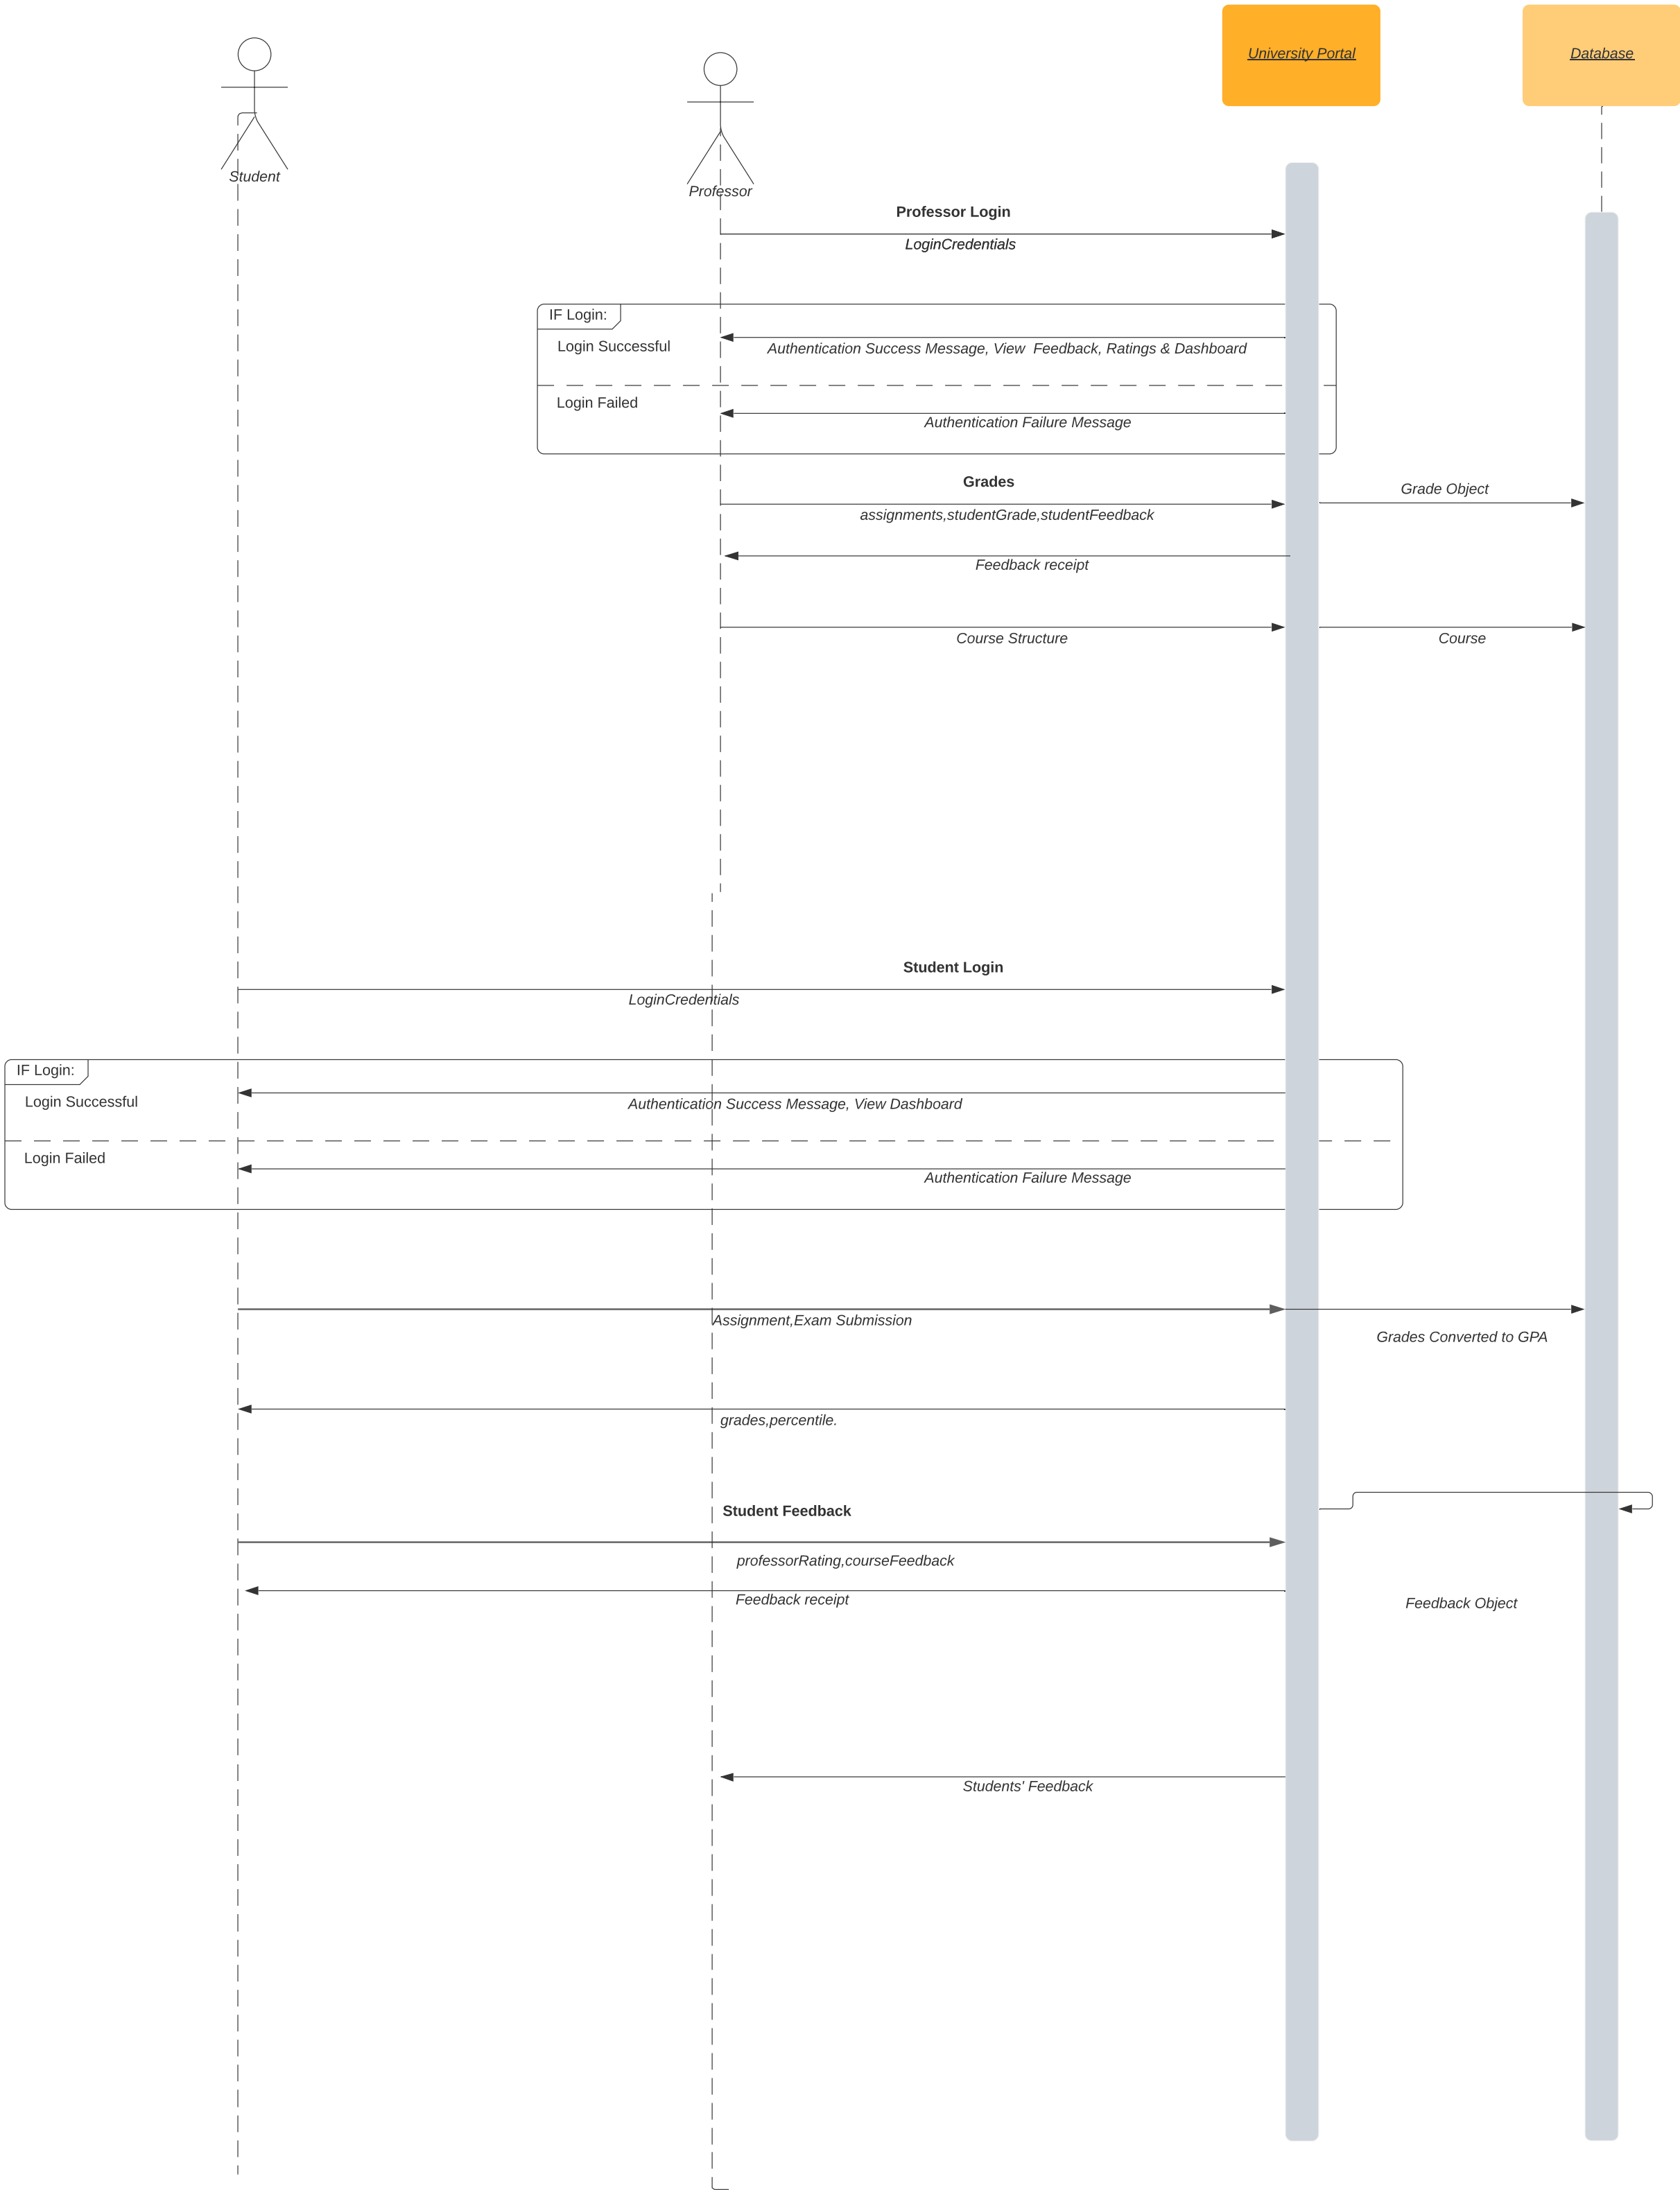 University Portal
Database
Student
Professor
Professor Login
LoginCredentials
IF Login:
Login Successful
Authentication Success Message, View  Feedback, Ratings & Dashboard
Login Failed
Authentication Failure Message
Grades
Grade Object
assignments,studentGrade,studentFeedback
Feedback receipt
Course Structure
Course
Student Login
LoginCredentials
IF Login:
Login Successful
Authentication Success Message, View Dashboard
Login Failed
Authentication Failure Message
Assignment,Exam Submission
Grades Converted to GPA
grades,percentile.
Student Feedback
professorRating,courseFeedback
Feedback receipt
Feedback Object
Students' Feedback